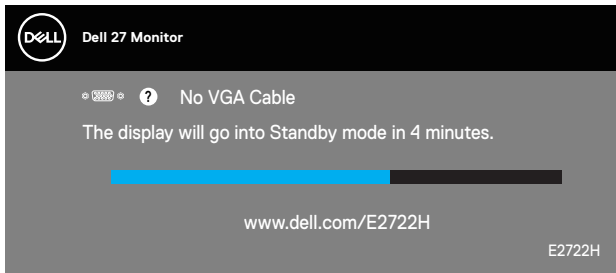 DELL Dell 27 Monitor
? No VGA Cable
The display will go into Standby mode in 4 minutes.
www.dell.com/E2722H
E2722H